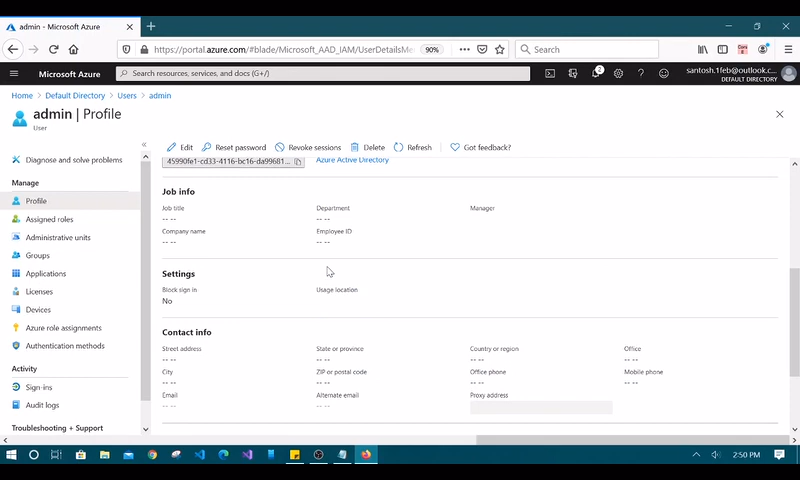 admin - Microsoft Azure
https://portal.azure.com/#blade/Microsoft_AAD_IAM/UserDetailsMe
90%
Search
Microsoft Azure
Search resources, services, and docs (G+/)
2
santosh.1feb@outlook.c...
DEFAULT DIRECTORY
Home > Default Directory > Users > admin
admin | Profile
User
Edit
Reset password
Revoke sessions
Delete
Refresh
Got feedback?
Diagnose and solve problems
Manage
Profile
Assigned roles
Administrative units
Groups
Applications
Licenses
Devices
Azure role assignments
Authentication methods
Activity
Sign-ins
Audit logs
Troubleshooting + Support
45990fe1-cd33-4116-bc16-da99681...
Azure Active Directory
Job info
Job title
Department
Manager
-- --
-- --
Company name
Employee ID
-- --
-- --
Settings
Block sign in
Usage location
No
Contact info
Street address
State or province
Country or region
Office
-- --
-- --
-- --
-- --
City
ZIP or postal code
Office phone
Mobile phone
-- --
-- --
-- --
-- --
Email
Alternate email
Proxy address
-- --
-- --
2:50 PM